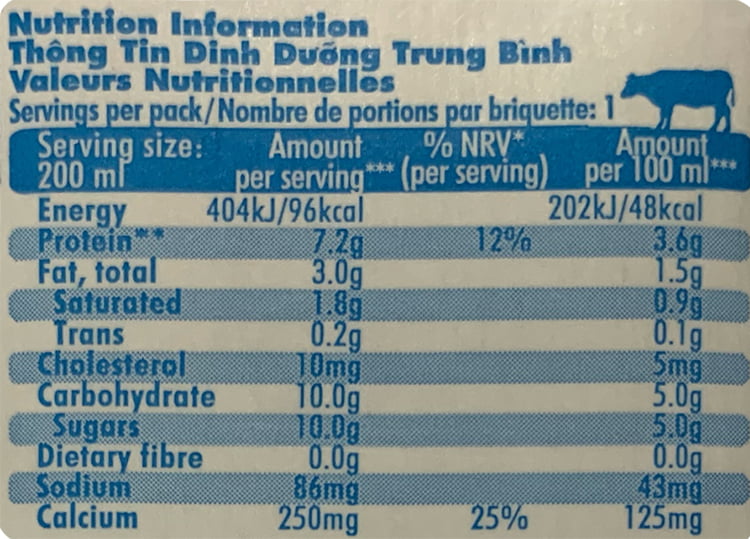 Nutrition Information
Thông Tin Dinh Dưỡng Trung Bình
Valeurs Nutritionnelles
Servings per pack/Nombre de portions par briquette: 1
Serving size: Amount % NRV* Amount
200 ml per serving*** (per serving) per 100 ml***
Energy 404kJ/96kcal 202kJ/48kcal
Protein** 7.2g 12% 3.6g
Fat, total 3.0g 1.5g
Saturated 1.8g 0.9g
Trans 0.2g 0.1g
Cholesterol 10mg 5mg
Carbohydrate 10.0g 5.0g
Sugars 10.0g 5.0g
Dietary fibre 0.0g 0.0g
Sodium 86mg 43mg
Calcium 250mg 25% 125mg